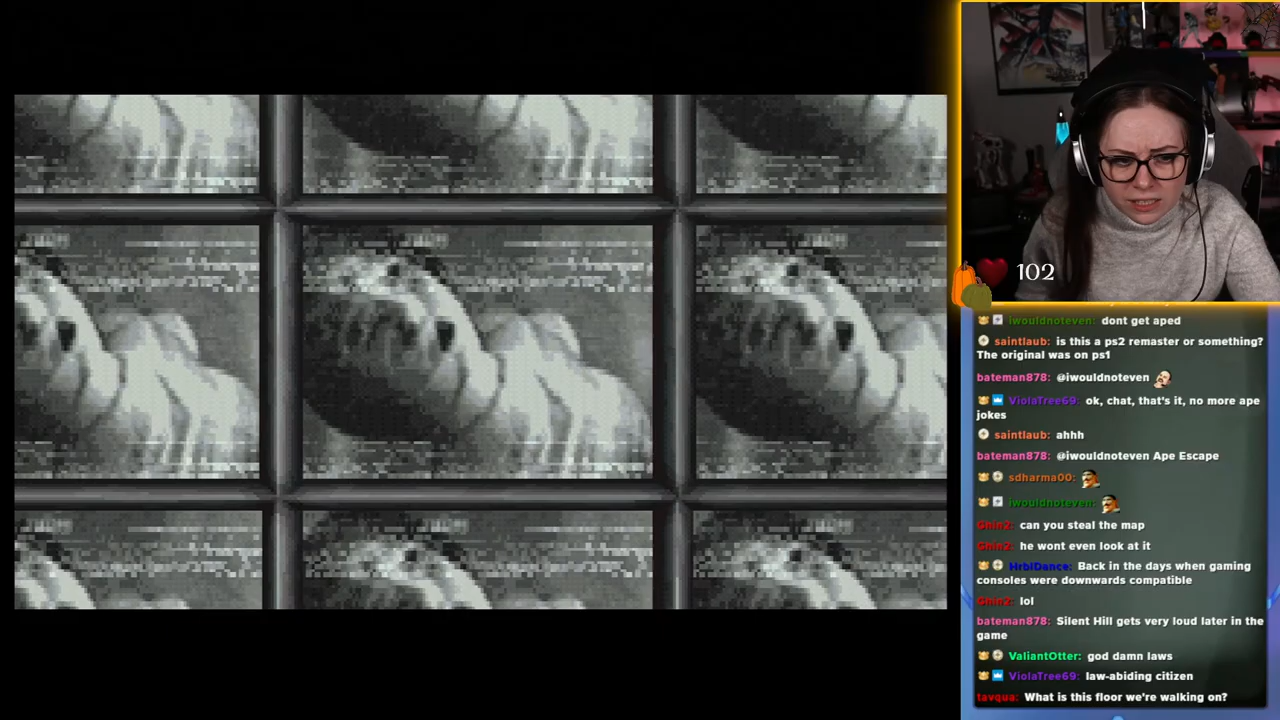 102
iwouldnoteven: dont get aped
saintlaub: is this a ps2 remaster or something?
The original was on ps1
bateman878: @iwouldnoteven
ViolaTree69: ok, chat, that's it, no more ape
jokes
saintlaub: ahhh
bateman878: @iwouldnoteven Ape Escape
sdharma00:
iwouldnoteven:
Ghin2: can you steal the map
Ghin2: he wont even look at it
HrblDance: Back in the days when gaming
consoles were downwards compatible
Ghin2: lol
bateman878: Silent Hill gets very loud later in the
game
ValiantOtter: god damn laws
ViolaTree69: law-abiding citizen
tavqua: What is this floor we're walking on?